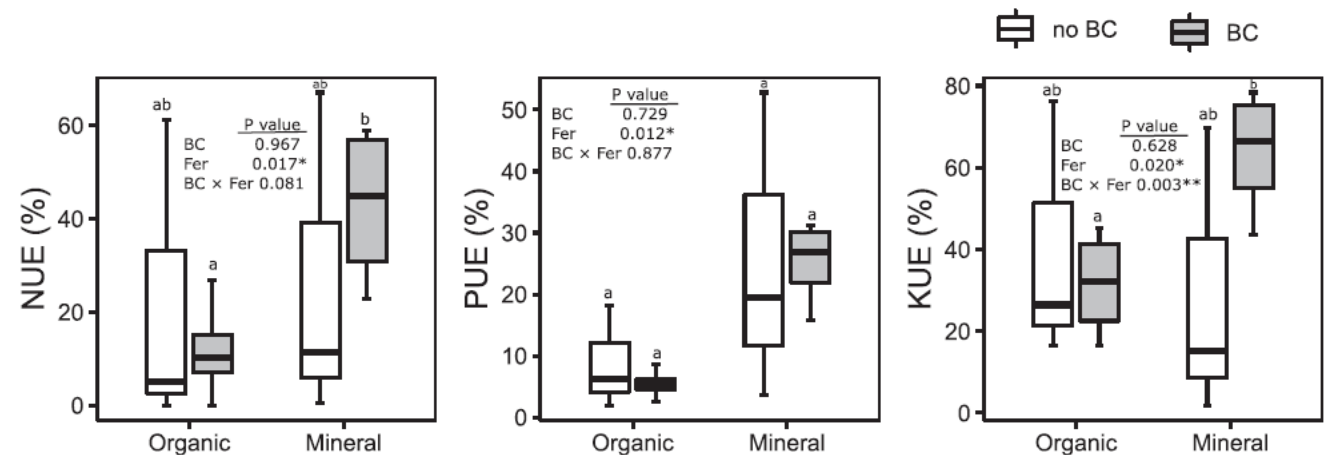 no BC
BC
NUE (%)
60
40
20
0
ab
a
ab
b
P value
BC 0.967
Fer 0.017*
BC × Fer 0.081
Organic
Mineral
PUE (%)
50
40
30
20
10
0
a
a
a
a
P value
BC 0.729
Fer 0.012*
BC × Fer 0.877
Organic
Mineral
KUE (%)
80
60
40
20
0
ab
a
ab
b
P value
BC 0.628
Fer 0.020*
BC × Fer 0.003**
Organic
Mineral